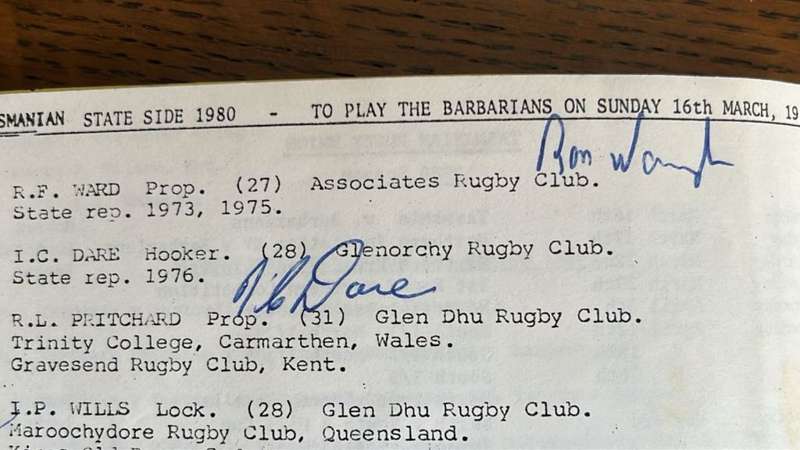 SMANIAN STATE SIDE 1980 - TO PLAY THE BARBARIANS ON SUNDAY 16th MARCH, 19
Ron Waugh
R.F. WARD Prop. (27) Associates Rugby Club.
State rep. 1973, 1975.
I.C. DARE Hooker. (28) Glenorchy Rugby Club.
State rep. 1976.
Dare
R.L. PRITCHARD Prop. (31) Glen Dhu Rugby Club.
Trinity College, Carmarthen, Wales.
Gravesend Rugby Club, Kent.
I.P. WILLS Lock. (28) Glen Dhu Rugby Club.
Maroochydore Rugby Club, Queensland.